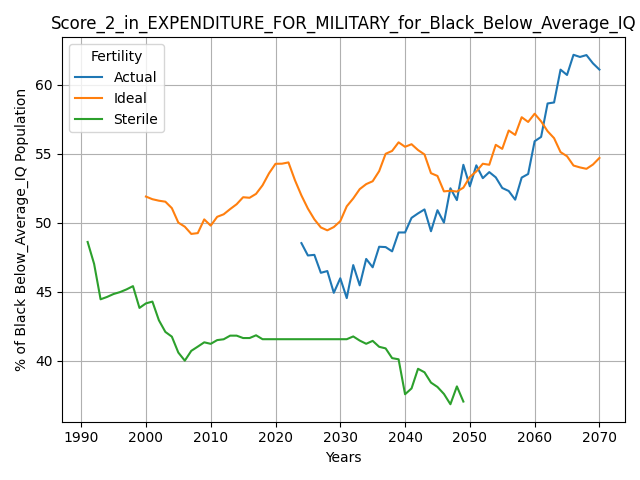 Score_2_in_EXPENDITURE_FOR_MILITARY_for_Black_Below_Average_IQ
Fertility
Actual
Ideal
Sterile
% of Black Below_Average_IQ Population
60
55
50
45
40
1990
2000
2010
2020
2030
2040
2050
2060
2070
Years